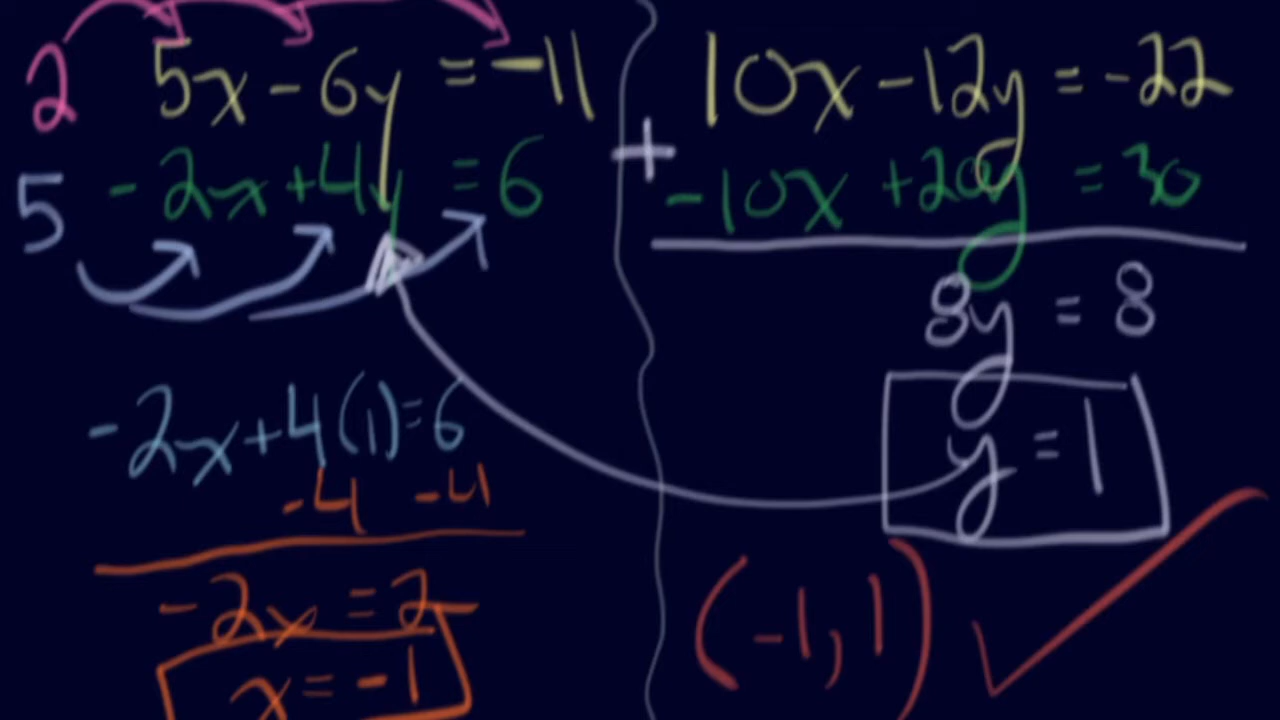 2 5x - 6y = -11
5 -2x + 4y = 6
-2x + 4(1) = 6
-4 -4
-2x = 2
x = -1
10x - 12y = -22
+ -10x + 20y = 30
8y = 8
y = 1
(-1, 1)